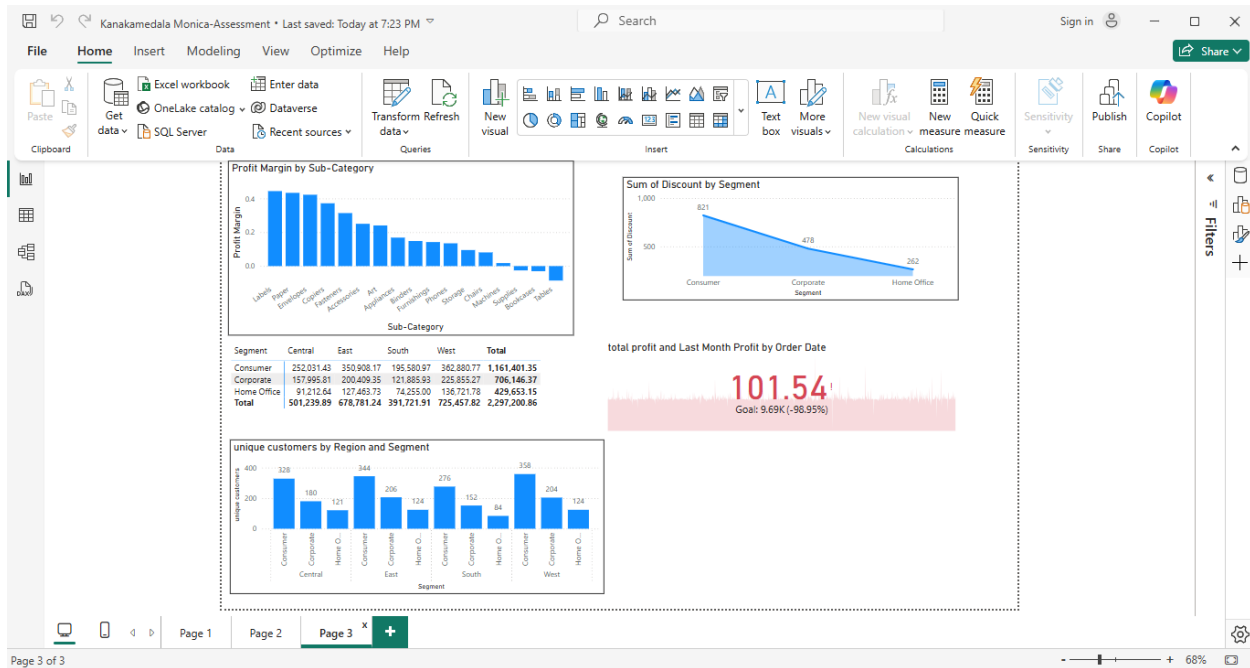 Kanakamedala Monica-Assessment • Last saved: Today at 7:23 PM
Search
Sign in
File Home Insert Modeling View Optimize Help
Share
Paste
Get data
Excel workbook
OneLake catalog
SQL Server
Enter data
Dataverse
Recent sources
Transform data
Refresh
New visual
Text box
More visuals
New visual calculation
New measure
Quick measure
Sensitivity
Publish
Copilot
Clipboard Data Queries Insert Calculations Sensitivity Share Copilot
Filters
Profit Margin by Sub-Category
Profit Margin
0.4
0.2
0.0
Labels Paper Envelopes Copiers Fasteners Accessories Art Appliances Binders Furnishings Phones Storage Chairs Machines Supplies Bookcases Tables
Sub-Category
Sum of Discount by Segment
Sum of Discount
1,000
500
821
478
262
Consumer Corporate Home Office
Segment
Segment Central East South West Total
Consumer 252,031.43 350,908.17 195,580.97 362,880.77 1,161,401.35
Corporate 157,995.81 200,409.35 121,885.93 225,855.27 706,146.37
Home Office 91,212.64 127,463.73 74,255.00 136,721.78 429,653.15
Total 501,239.89 678,781.24 391,721.91 725,457.82 2,297,200.86
total profit and Last Month Profit by Order Date
101.54!
Goal: 9.69K (-98.95%)
unique customers by Region and Segment
unique customers
400
200
0
328 180 121 344 206 124 276 152 84 358 204 124
Consumer Corporate Home O... Consumer Corporate Home O... Consumer Corporate Home O... Consumer Corporate Home O...
Central East South West
Segment
Page 1 Page 2 Page 3 x +
Page 3 of 3
- + 68%